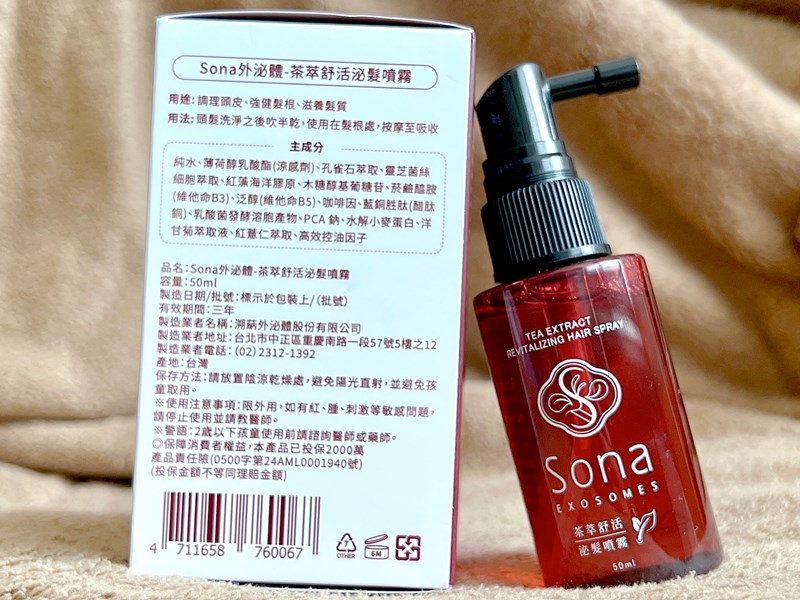 Sona外泌體-茶萃舒活泌髮噴霧
用途:調理頭皮、強健髮根、滋養髮質
用法:頭髮洗淨之後吹半乾,使用在髮根處,按摩至吸收
主成分
純水、薄荷醇乳酸酯(涼感劑)、孔雀石萃取、靈芝菌絲
細胞萃取、紅藻海洋膠原、木糖醇基葡糖苷、菸鹼醯胺
(維他命B3)、泛醇(維他命B5)、咖啡因、藍銅胜肽(醋肽
銅)、乳酸菌發酵溶胞產物、PCA 鈉、水解小麥蛋白、洋
甘菊萃取液、紅薏仁萃取、高效控油因子
品名:Sona外泌體-茶萃舒活泌髮噴霧
容量:50ml
製造日期/批號:標示於包裝上/(批號)
有效期間:三年
製造業者名稱:溯蒳外泌體股份有限公司
製造業者地址:台北市中正區重慶南路一段57號5樓之12
製造業者電話:(02)2312-1392
產地:台灣
保存方法:請放置陰涼乾燥處,避免陽光直射,並避免孩
童取用。
※使用注意事項:限外用,如有紅、腫、刺激等敏感問題,
請停止使用並請教醫師。
※警語:2歲以下孩童使用前請諮詢醫師或藥師。
◎保障消費者權益,本產品已投保2000萬
產品責任險(0500字第24AML0001940號)
(投保金額不等同理賠金額)
4 711658 760067
7
OTHER
6M
TEA EXTRACT
REVITALIZING HAIR SPRAY
Sona
EXOSOMES
茶萃舒活
泌髮噴霧
50ml